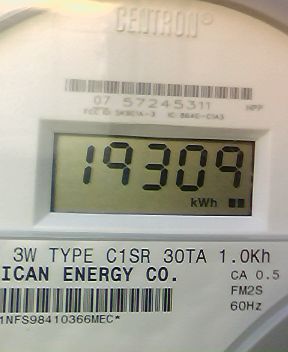 CENTRON®
07 57245311
19309
kWh
3W TYPE C1SR 30TA 1.0Kh
ICAN ENERGY CO.
CA 0.5
FM2S
60Hz
1NFS98410366MEC*